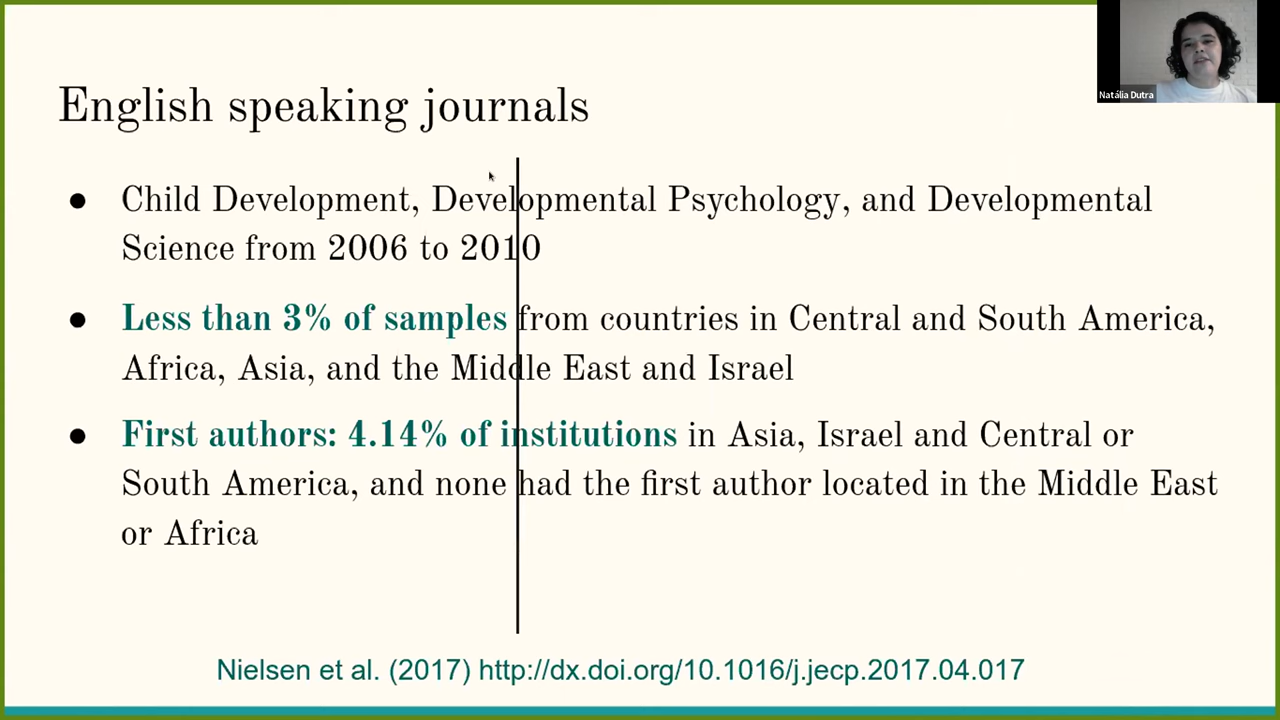 Natália Dutra
English speaking journals
● Child Development, Developmental Psychology, and Developmental
Science from 2006 to 2010
● Less than 3% of samples from countries in Central and South America,
Africa, Asia, and the Middle East and Israel
● First authors: 4.14% of institutions in Asia, Israel and Central or
South America, and none had the first author located in the Middle East
or Africa
Nielsen et al. (2017) http://dx.doi.org/10.1016/j.jecp.2017.04.017